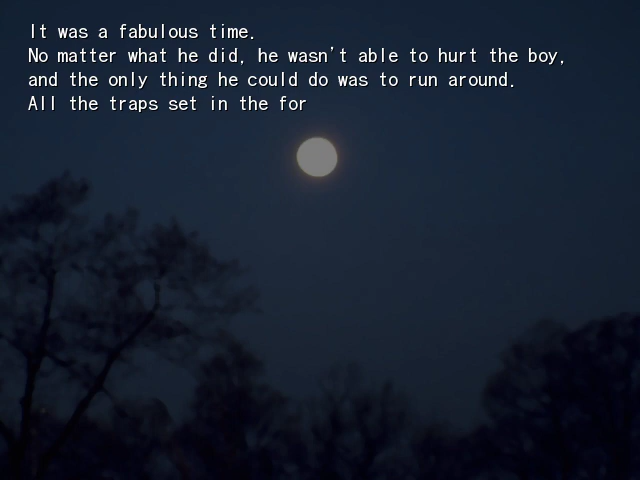 It was a fabulous time.
No matter what he did, he wasn't able to hurt the boy,
and the only thing he could do was to run around.
All the traps set in the for